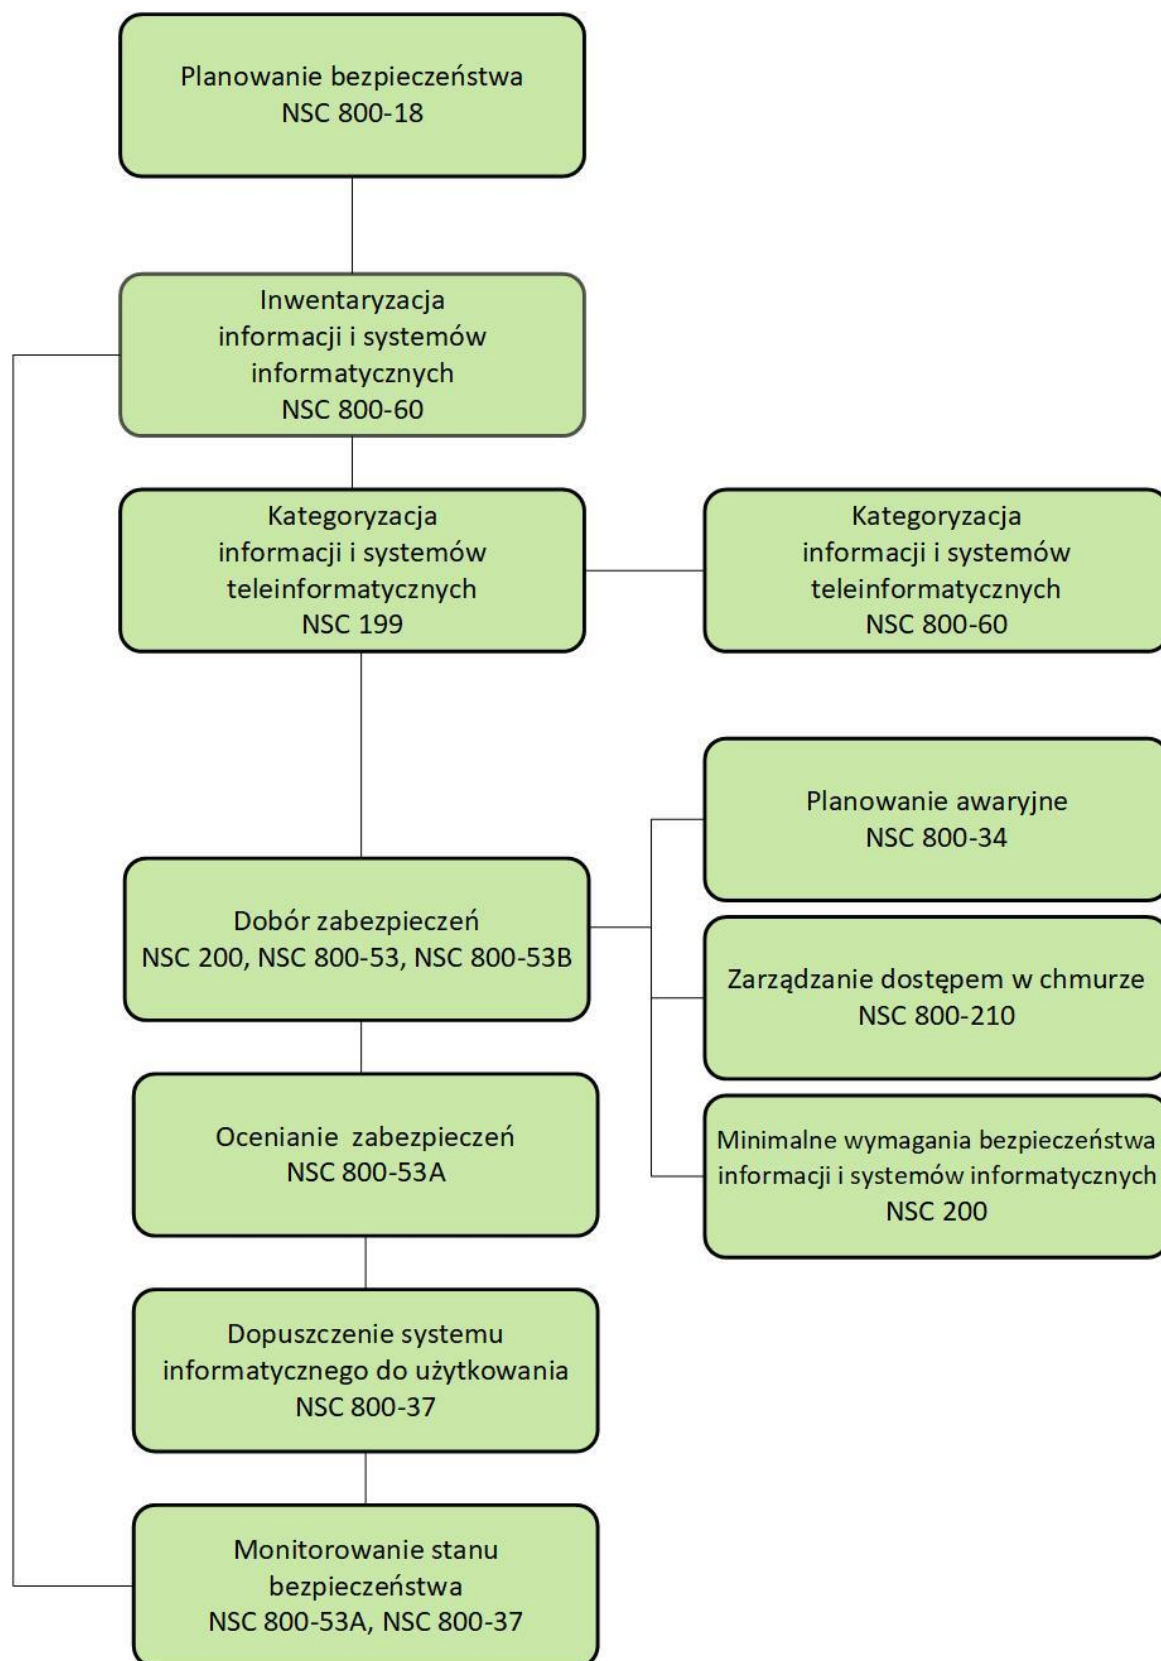 Planowanie bezpieczeństwa
NSC 800-18
Inwentaryzacja
informacji i systemów
informatycznych
NSC 800-60
Kategoryzacja
informacji i systemów
teleinformatycznych
NSC 199
Kategoryzacja
informacji i systemów
teleinformatycznych
NSC 800-60
Planowanie awaryjne
NSC 800-34
Dobór zabezpieczeń
NSC 200, NSC 800-53, NSC 800-53B
Zarządzanie dostępem w chmurze
NSC 800-210
Ocenianie zabezpieczeń
NSC 800-53A
Minimalne wymagania bezpieczeństwa
informacji i systemów informatycznych
NSC 200
Dopuszczenie systemu
informatycznego do użytkowania
NSC 800-37
Monitorowanie stanu
bezpieczeństwa
NSC 800-53A, NSC 800-37